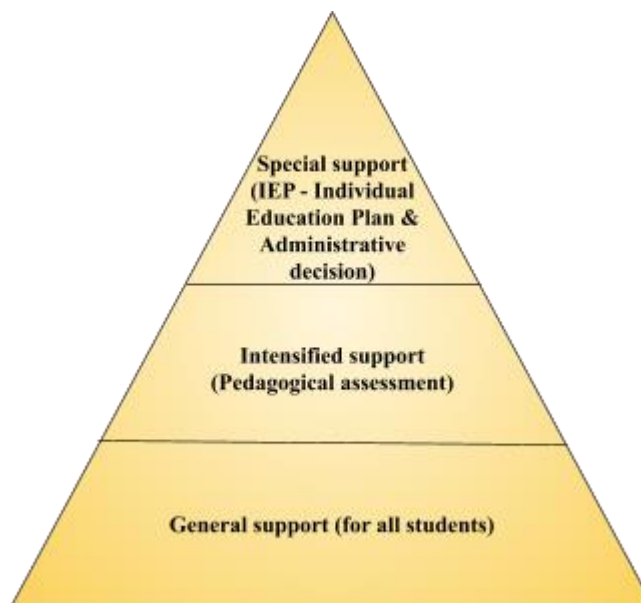 Special support
(IEP - Individual
Education Plan &
Administrative
decision)
Intensified support
(Pedagogical assessment)
General support (for all students)